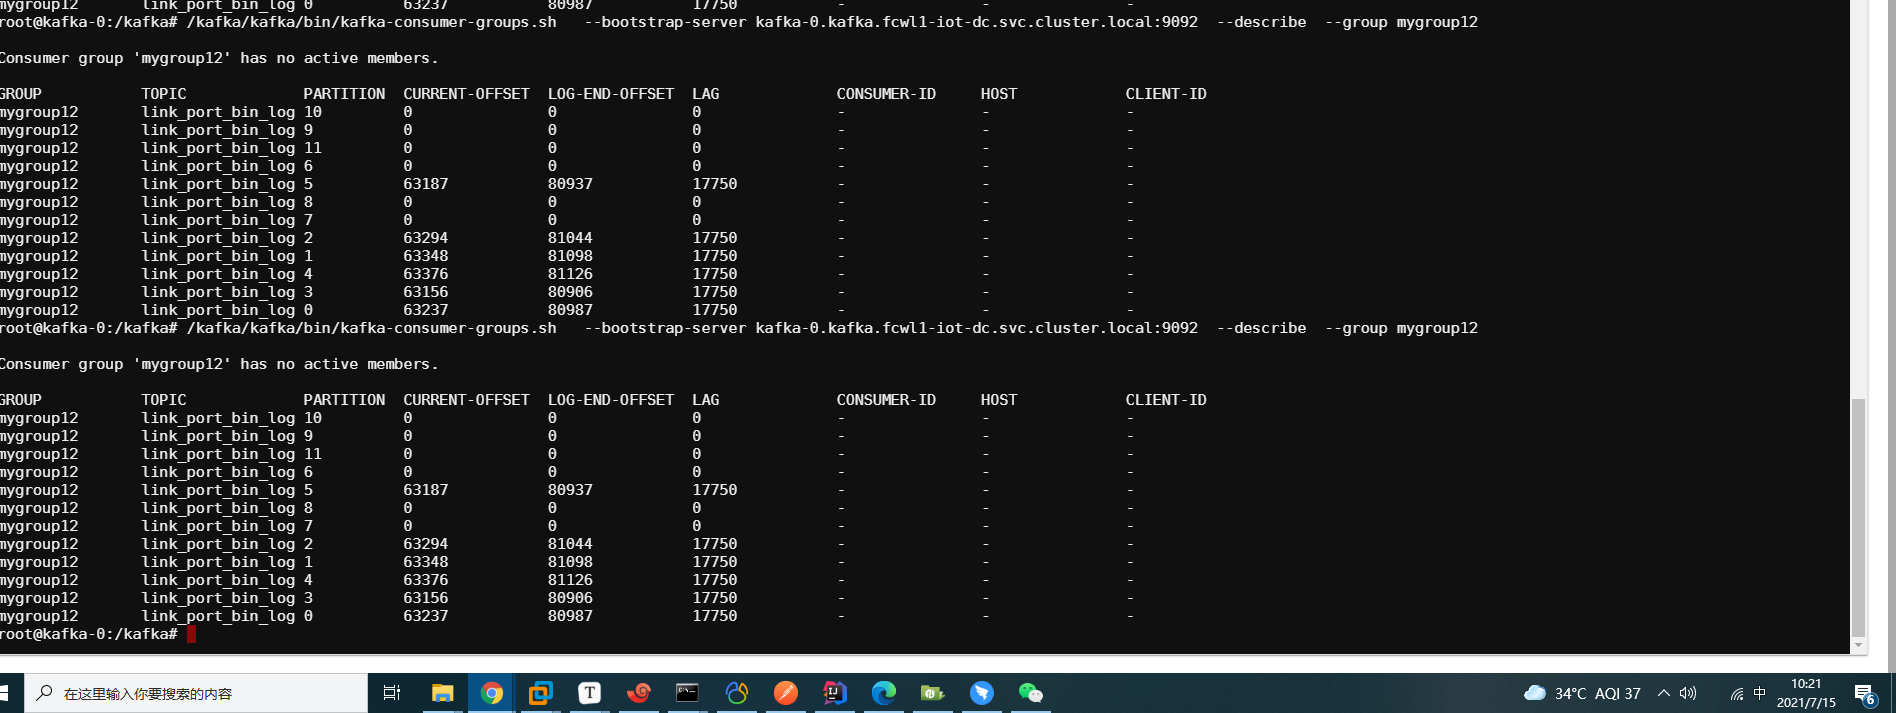 mygroup12 link_port_bin_log 0 63237 80987 17750 - - -
root@kafka-0:/kafka# /kafka/kafka/bin/kafka-consumer-groups.sh --bootstrap-server kafka-0.kafka.fcwl1-iot-dc.svc.cluster.local:9092 --describe --group mygroup12
Consumer group 'mygroup12' has no active members.
GROUP TOPIC PARTITION CURRENT-OFFSET LOG-END-OFFSET LAG CONSUMER-ID HOST CLIENT-ID
mygroup12 link_port_bin_log 10 0 0 0 - - -
mygroup12 link_port_bin_log 9 0 0 0 - - -
mygroup12 link_port_bin_log 11 0 0 0 - - -
mygroup12 link_port_bin_log 6 0 0 0 - - -
mygroup12 link_port_bin_log 5 63187 80937 17750 - - -
mygroup12 link_port_bin_log 8 0 0 0 - - -
mygroup12 link_port_bin_log 7 0 0 0 - - -
mygroup12 link_port_bin_log 2 63294 81044 17750 - - -
mygroup12 link_port_bin_log 1 63348 81098 17750 - - -
mygroup12 link_port_bin_log 4 63376 81126 17750 - - -
mygroup12 link_port_bin_log 3 63156 80906 17750 - - -
mygroup12 link_port_bin_log 0 63237 80987 17750 - - -
root@kafka-0:/kafka# /kafka/kafka/bin/kafka-consumer-groups.sh --bootstrap-server kafka-0.kafka.fcwl1-iot-dc.svc.cluster.local:9092 --describe --group mygroup12
Consumer group 'mygroup12' has no active members.
GROUP TOPIC PARTITION CURRENT-OFFSET LOG-END-OFFSET LAG CONSUMER-ID HOST CLIENT-ID
mygroup12 link_port_bin_log 10 0 0 0 - - -
mygroup12 link_port_bin_log 9 0 0 0 - - -
mygroup12 link_port_bin_log 11 0 0 0 - - -
mygroup12 link_port_bin_log 6 0 0 0 - - -
mygroup12 link_port_bin_log 5 63187 80937 17750 - - -
mygroup12 link_port_bin_log 8 0 0 0 - - -
mygroup12 link_port_bin_log 7 0 0 0 - - -
mygroup12 link_port_bin_log 2 63294 81044 17750 - - -
mygroup12 link_port_bin_log 1 63348 81098 17750 - - -
mygroup12 link_port_bin_log 4 63376 81126 17750 - - -
mygroup12 link_port_bin_log 3 63156 80906 17750 - - -
mygroup12 link_port_bin_log 0 63237 80987 17750 - - -
root@kafka-0:/kafka#
在这里输入你要搜索的内容
T
34°C AQI 37
中
10:21
2021/7/15
6